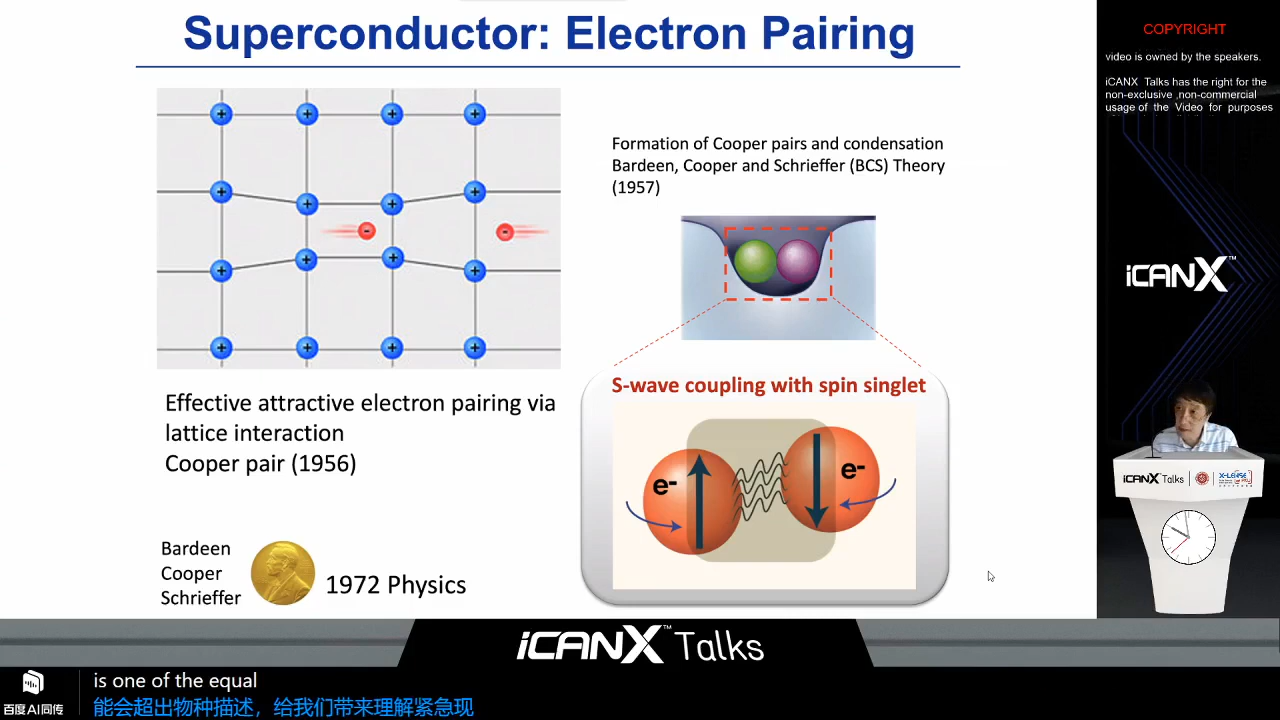 Superconductor: Electron Pairing
Formation of Cooper pairs and condensation
Bardeen, Cooper and Schrieffer (BCS) Theory
(1957)
S-wave coupling with spin singlet
e-
e-
Effective attractive electron pairing via
lattice interaction
Cooper pair (1956)
Bardeen
Cooper
Schrieffer
1972 Physics
COPYRIGHT
video is owned by the speakers.
iCANX Talks has the right for the
non-exclusive ,non-commercial
usage of the Video for purposes
iCANX™
iCANX Talks
X-LENSE
iCANX™ Talks
百度AI同传
is one of the equal
能会超出物种描述，给我们带来理解紧急现